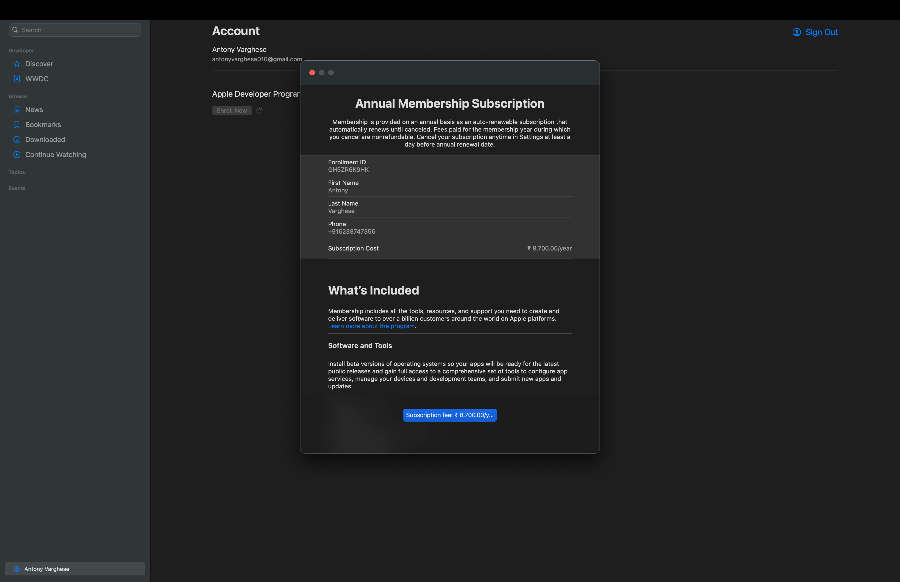 Search
Developer
Discover
WWDC
Browse
News
Bookmarks
Downloaded
Continue Watching
Topics
Events
Antony Varghese
Account
Sign Out
Antony Varghese
antonyvarghese010@gmail.com
Apple Developer Program
Enroll Now
Annual Membership Subscription
Membership is provided on an annual basis as an auto-renewable subscription that
automatically renews until canceled. Fees paid for the membership year during which
you cancel are nonrefundable. Cancel your subscription anytime in Settings at least a
day before annual renewal date.
Enrollment ID
First Name
Antony
Last Name
Varghese
Phone
Subscription Cost
₹ 8,700.00/year
What's Included
Membership includes all the tools, resources, and support you need to create and
deliver software to over a billion customers around the world on Apple platforms.
Learn more about the program.
Software and Tools
Install beta versions of operating systems so your apps will be ready for the latest
public releases and gain full access to a comprehensive set of tools to configure app
services, manage your devices and development teams, and submit new apps and
updates.
Subscription fee: ₹ 8,700.00/y...